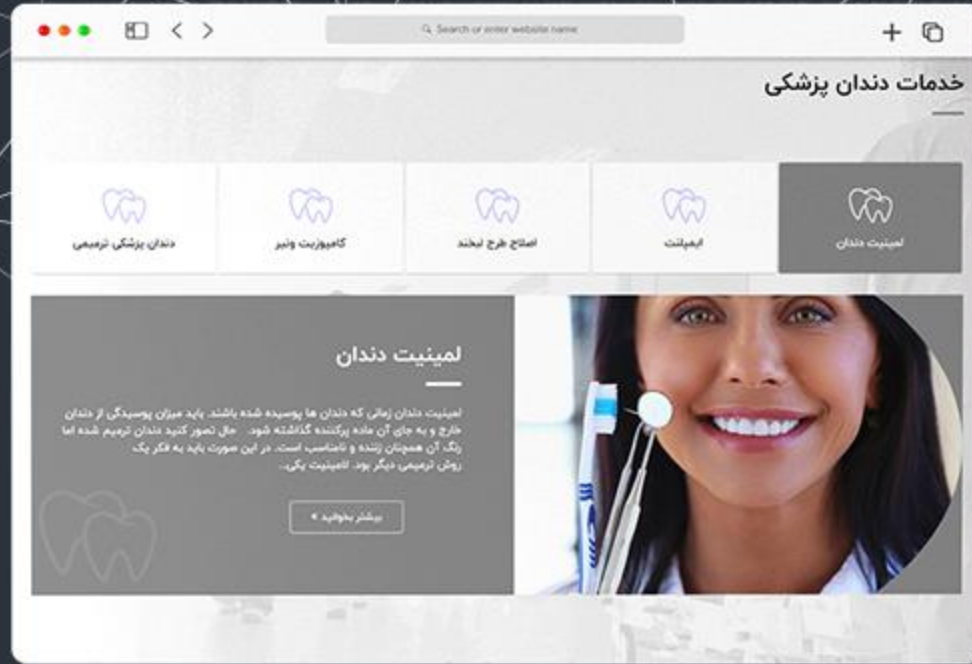 Search or enter website name
خدمات دندان پزشکی
لمینیت دندان
ایمپلنت
اصلاح طرح لبخند
کامپوزیت ونیر
دندان پزشکی ترمیمی
لمینیت دندان
لمینیت دندان زمانی که دندان ها پوسیده شده باشند. باید میزان پوسیدگی از دندان
خارج و به جای آن ماده پرکننده گذاشته شود. حال تصور کنید دندان ترمیم شده اما
رنگ آن همچنان زننده و نامناسب است. در این صورت باید به فکر یک
روش ترمیمی دیگر بود. لامینیت یکی...
بیشتر بخوانید >